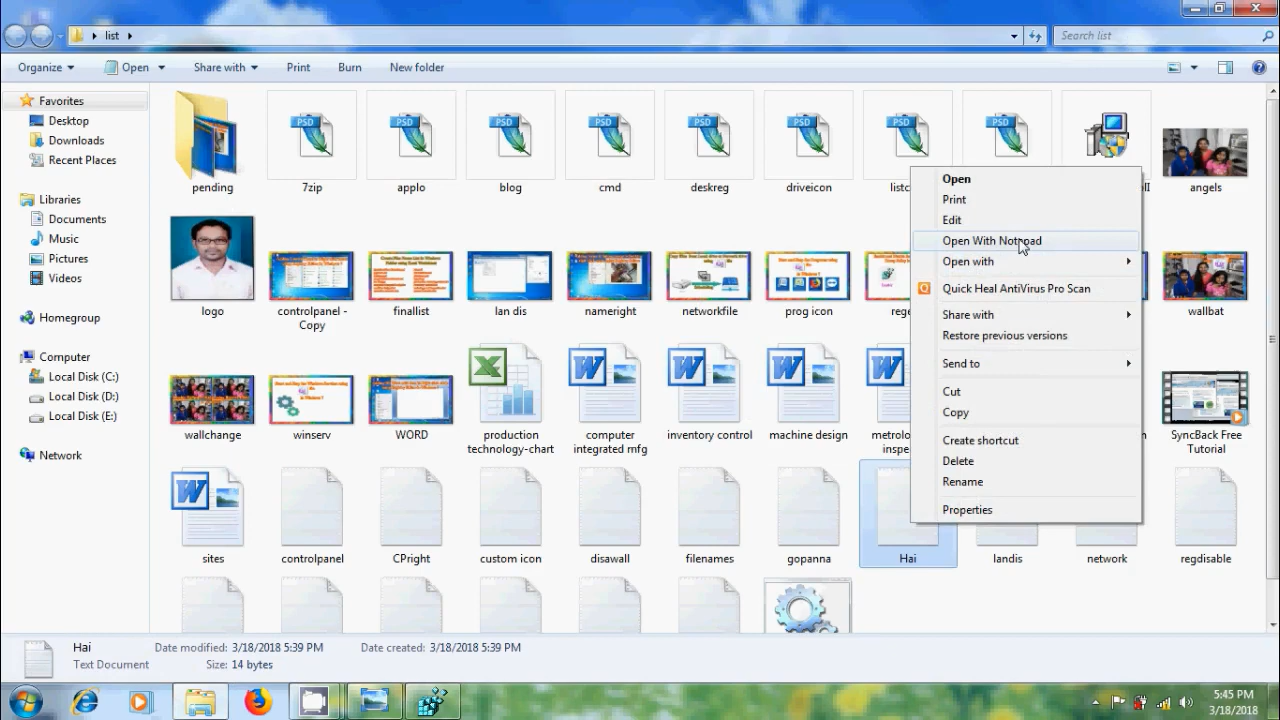 list
Search list
Organize
Open
Share with
Print
Burn
New folder
Favorites
Desktop
Downloads
Recent Places
Libraries
Documents
Music
Pictures
Videos
Homegroup
Computer
Local Disk (C:)
Local Disk (D:)
Local Disk (E:)
Network
pending
7zip
applo
blog
cmd
deskreg
driveicon
angels
logo
controlpanel -
Copy
finallist
lan dis
nameright
networkfile
prog icon
wallbat
wallchange
winserv
WORD
production
technology-chart
computer
integrated mfg
inventory control
machine design
SyncBack Free
Tutorial
sites
controlpanel
CPright
custom icon
disawall
filenames
gopanna
Hai
landis
network
regdisable
Open
Print
Edit
Open With Notepad
Open with
Quick Heal AntiVirus Pro Scan
Share with
Restore previous versions
Send to
Cut
Copy
Create shortcut
Delete
Rename
Properties
Hai
Text Document
Date modified: 3/18/2018 5:39 PM
Size: 14 bytes
Date created: 3/18/2018 5:39 PM
5:45 PM
3/18/2018